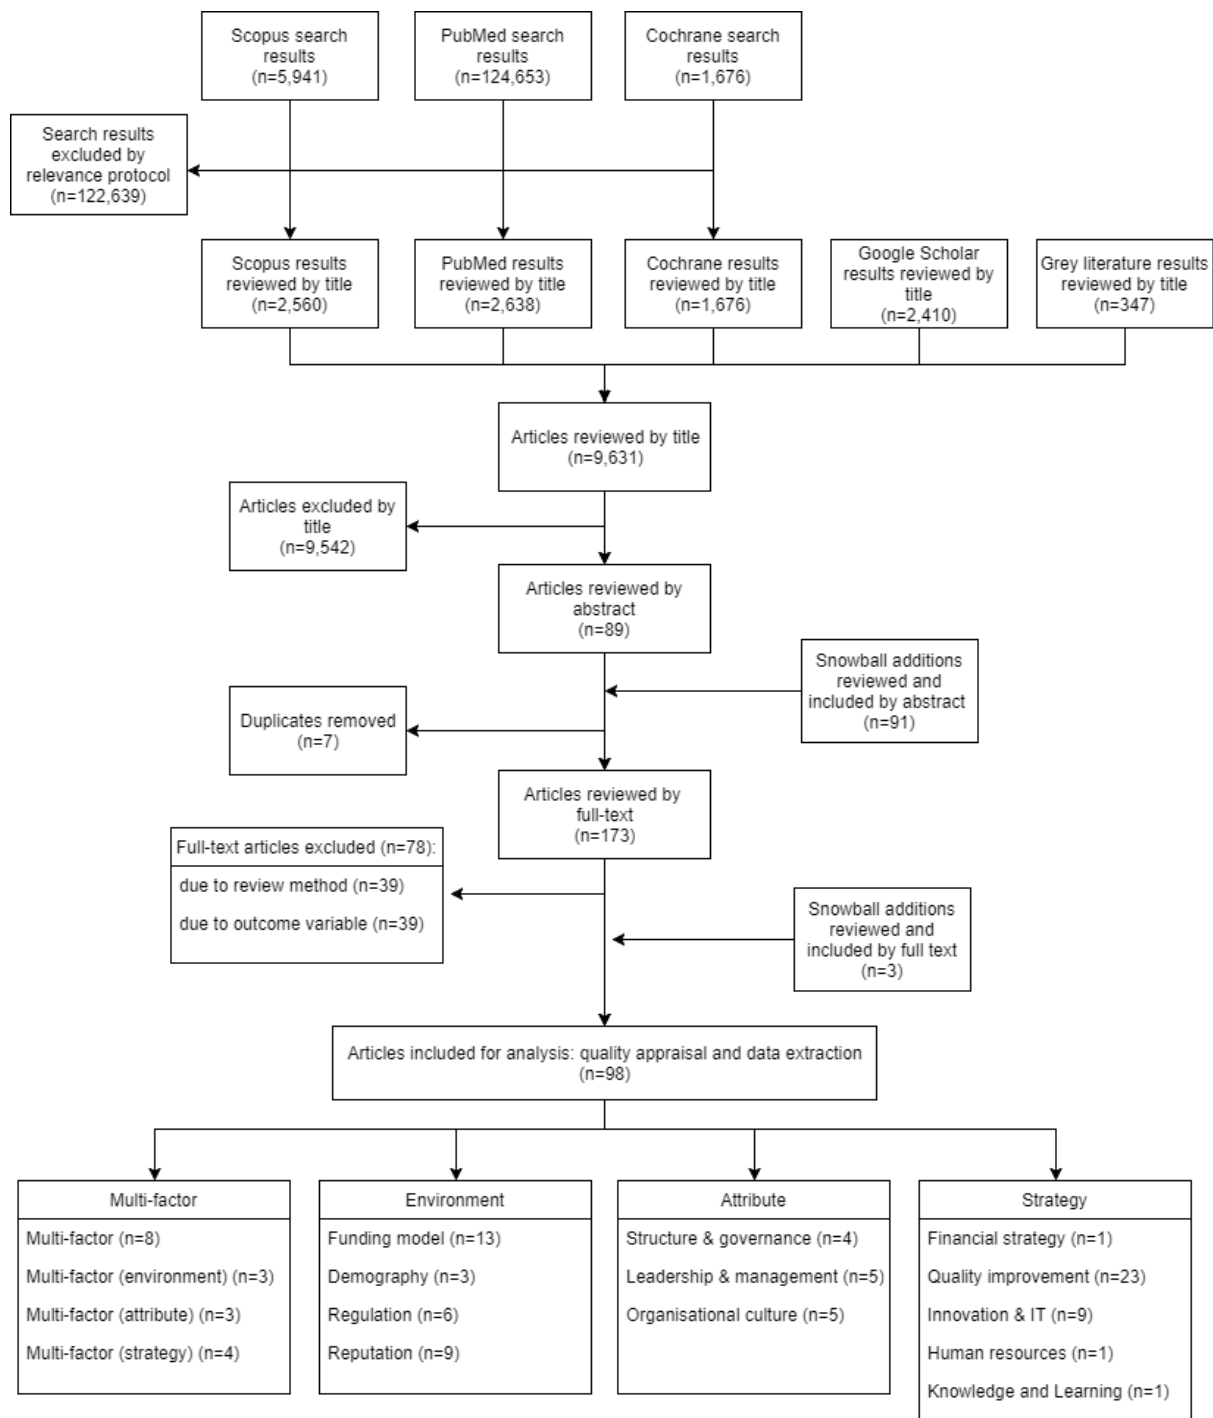 Scopus search
results
(n=5,941)
PubMed search
results
(n=124,653)
Cochrane search
results
(n=1,676)
Search results
excluded by
relevance protocol
(n=122,639)
Scopus results
reviewed by title
(n=2,560)
PubMed results
reviewed by title
(n=2,638)
Cochrane results
reviewed by title
(n=1,676)
Google Scholar
results reviewed by
title
(n=2,410)
Grey literature results
reviewed by title
(n=347)
Articles reviewed by title
(n=9,631)
Articles excluded by
title
(n=9,542)
Articles reviewed by
abstract
(n=89)
Snowball additions
reviewed and
included by abstract
(n=91)
Duplicates removed
(n=7)
Articles reviewed by
full-text
(n=173)
Full-text articles excluded (n=78):
due to review method (n=39)
due to outcome variable (n=39)
Snowball additions
reviewed and
included by full text
(n=3)
Articles included for analysis: quality appraisal and data extraction
(n=98)
Multi-factor
Multi-factor (n=8)
Multi-factor (environment) (n=3)
Multi-factor (attribute) (n=3)
Multi-factor (strategy) (n=4)
Environment
Funding model (n=13)
Demography (n=3)
Regulation (n=6)
Reputation (n=9)
Attribute
Structure & governance (n=4)
Leadership & management (n=5)
Organisational culture (n=5)
Strategy
Financial strategy (n=1)
Quality improvement (n=23)
Innovation & IT (n=9)
Human resources (n=1)
Knowledge and Learning (n=1)